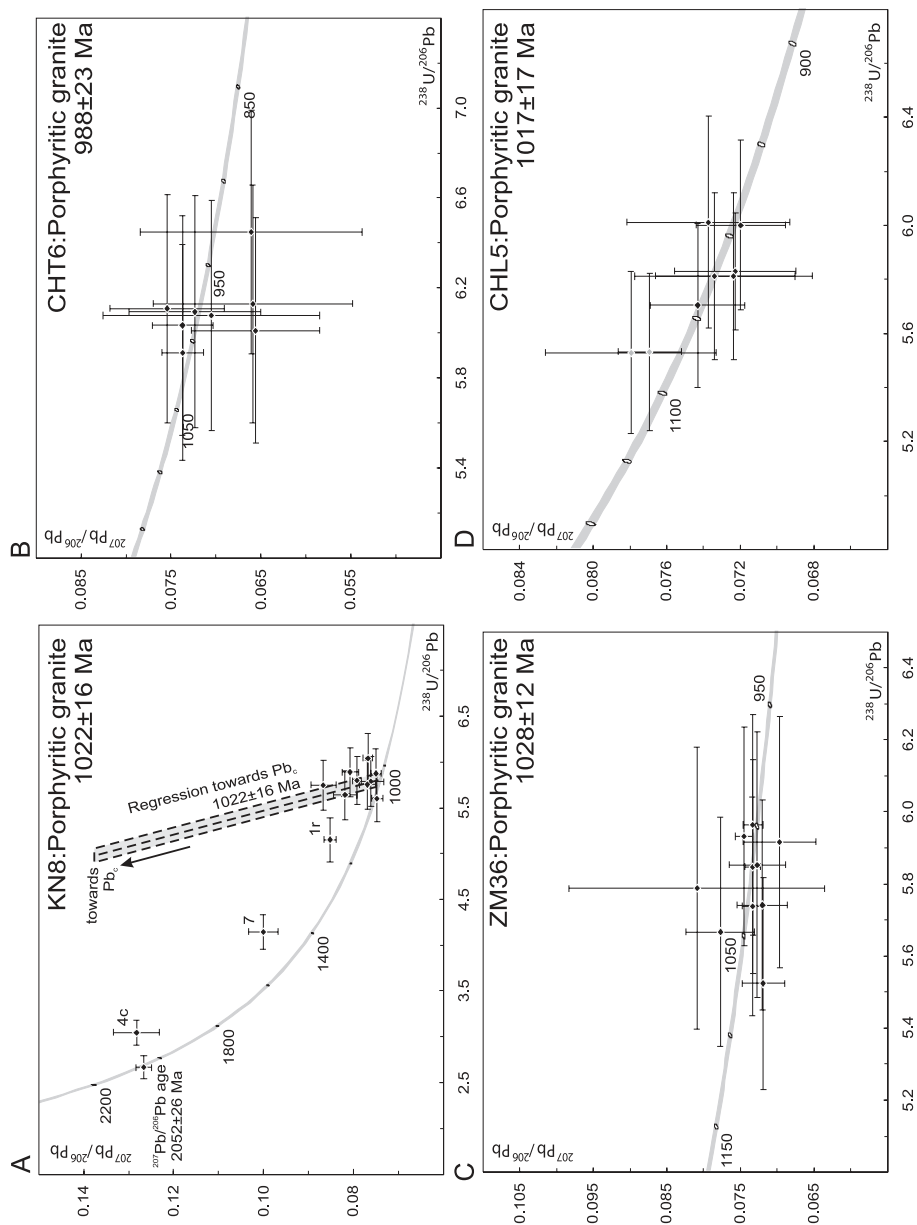 A
KN8:Porphyritic granite
1022±16 Ma
207Pb/206Pb
0.14
0.12
0.10
0.08
2200
1800
1400
1000
207Pb/206Pb age
2052±26 Ma
4c
7
1r
towards
Pbc
Regression towards Pbc
1022±16 Ma
2.5
3.5
4.5
5.5
6.5
238U/206Pb
B
CHT6:Porphyritic granite
988±23 Ma
207Pb/206Pb
0.085
0.075
0.065
0.055
1050
950
850
5.4
5.8
6.2
6.6
7.0
238U/206Pb
C
ZM36:Porphyritic granite
1028±12 Ma
207Pb/206Pb
0.105
0.095
0.085
0.075
0.065
1150
1050
950
5.2
5.4
5.6
5.8
6.0
6.2
6.4
238U/206Pb
D
CHL5:Porphyritic granite
1017±17 Ma
207Pb/206Pb
0.084
0.080
0.076
0.072
0.068
1100
900
5.2
5.6
6.0
6.4
238U/206Pb